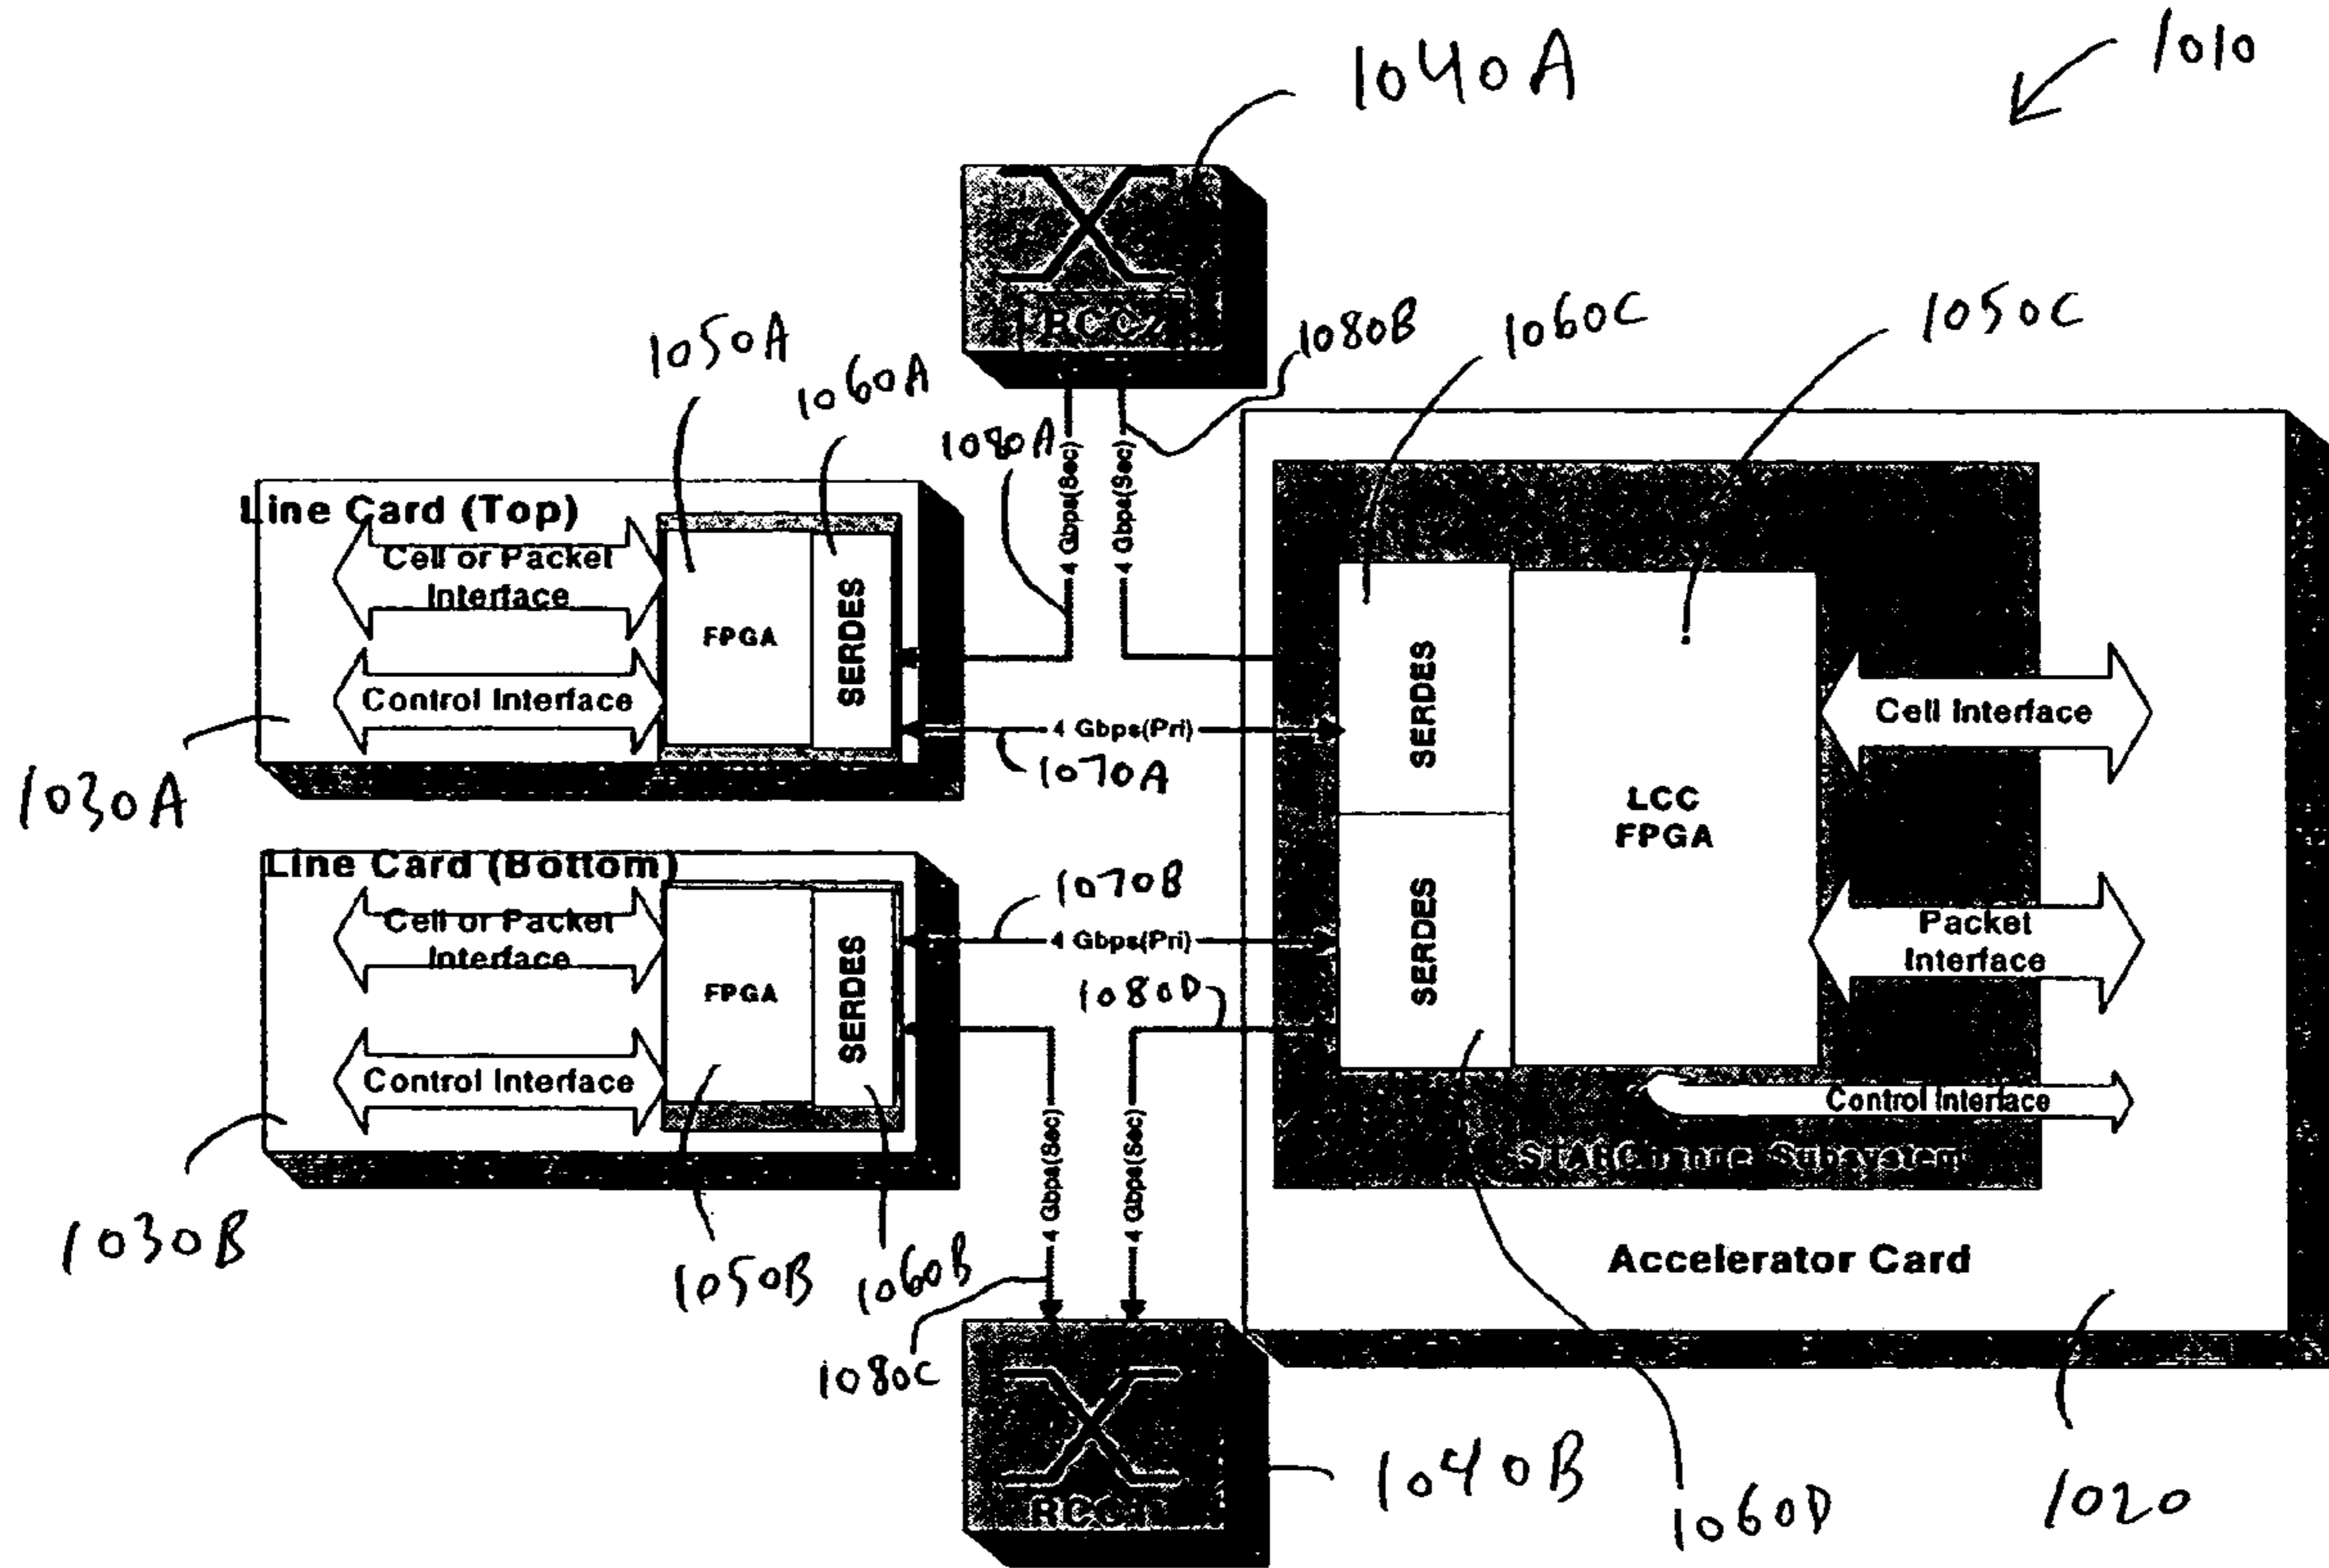 1010
1040A
RCC2
1080B
1060C
1050C
1050A
1060A
1080A
4 Gbps(Sec)
4 Gbps(Sec)
Line Card (Top)
Cell or Packet
Interface
Control Interface
FPGA
SERDES
4 Gbps(Pri)
1070A
1030A
SERDES
LCC
FPGA
Cell Interface
Line Card (Bottom)
Cell or Packet
Interface
Control Interface
FPGA
SERDES
1070B
4 Gbps(Pri)
1080D
SERDES
Packet
Interface
Control Interface
Subsystem
4 Gbps(Sec)
4 Gbps(Sec)
1030B
1050B
1060B
1080C
Accelerator Card
RCC1
1040B
1060D
1020